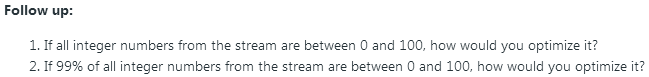 Follow up:
1. If all integer numbers from the stream are between 0 and 100, how would you optimize it?
2. If 99% of all integer numbers from the stream are between 0 and 100, how would you optimize it?